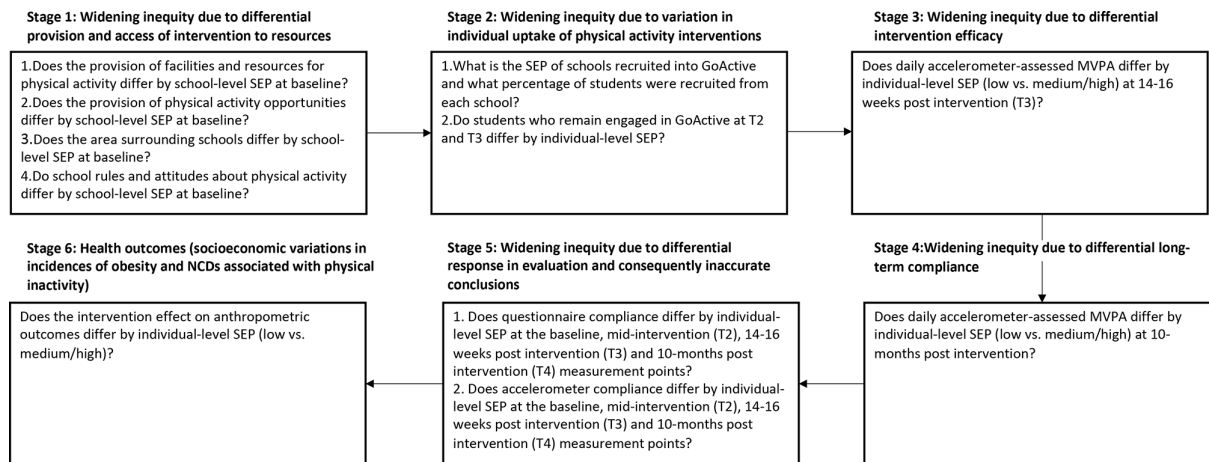 Stage 1: Widening inequity due to differential
provision and access of intervention to resources
1.Does the provision of facilities and resources for
physical activity differ by school-level SEP at baseline?
2.Does the provision of physical activity opportunities
differ by school-level SEP at baseline?
3.Does the area surrounding schools differ by school-
level SEP at baseline?
4.Do school rules and attitudes about physical activity
differ by school-level SEP at baseline?
Stage 2: Widening inequity due to variation in
individual uptake of physical activity interventions
1.What is the SEP of schools recruited into GoActive
and what percentage of students were recruited from
each school?
2.Do students who remain engaged in GoActive at T2
and T3 differ by individual-level SEP?
Stage 3: Widening inequity due to differential
intervention efficacy
Does daily accelerometer-assessed MVPA differ by
individual-level SEP (low vs. medium/high) at 14-16
weeks post intervention (T3)?
Stage 4:Widening inequity due to differential long-
term compliance
Does daily accelerometer-assessed MVPA differ by
individual-level SEP (low vs. medium/high) at 10-
months post intervention?
Stage 5: Widening inequity due to differential
response in evaluation and consequently inaccurate
conclusions
1. Does questionnaire compliance differ by individual-
level SEP at the baseline, mid-intervention (T2), 14-16
weeks post intervention (T3) and 10-months post
intervention (T4) measurement points?
2. Does accelerometer compliance differ by individual-
level SEP at the baseline, mid-intervention (T2), 14-16
weeks post intervention (T3) and 10-months post
intervention (T4) measurement points?
Stage 6: Health outcomes (socioeconomic variations in
incidences of obesity and NCDs associated with physical
inactivity)
Does the intervention effect on anthropometric
outcomes differ by individual-level SEP (low vs.
medium/high)?